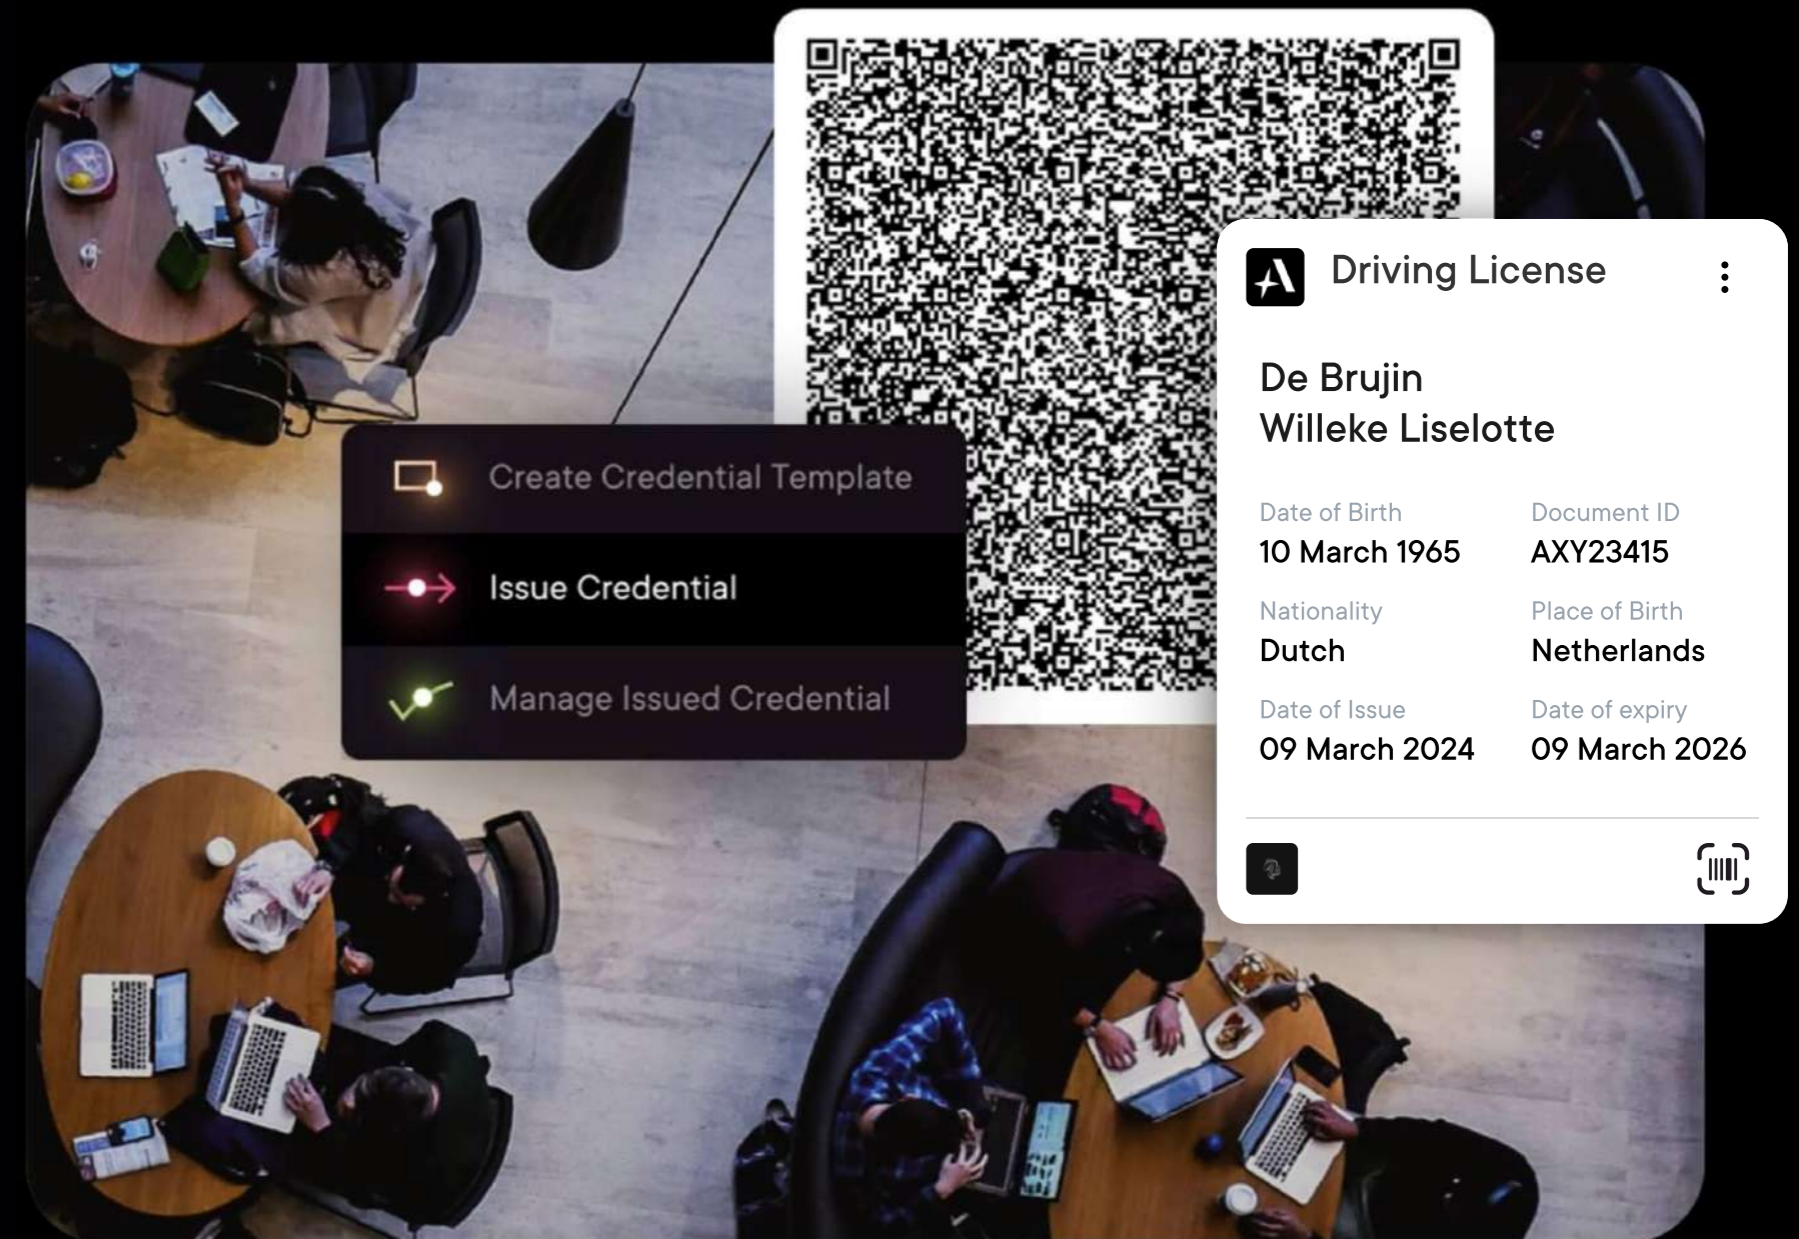 Create Credential Template
Issue Credential
Manage Issued Credential
Driving License
De Brujin
Willeke Liselotte
Date of Birth
Document ID
10 March 1965
AXY23415
Nationality
Place of Birth
Dutch
Netherlands
Date of Issue
Date of expiry
09 March 2024
09 March 2026